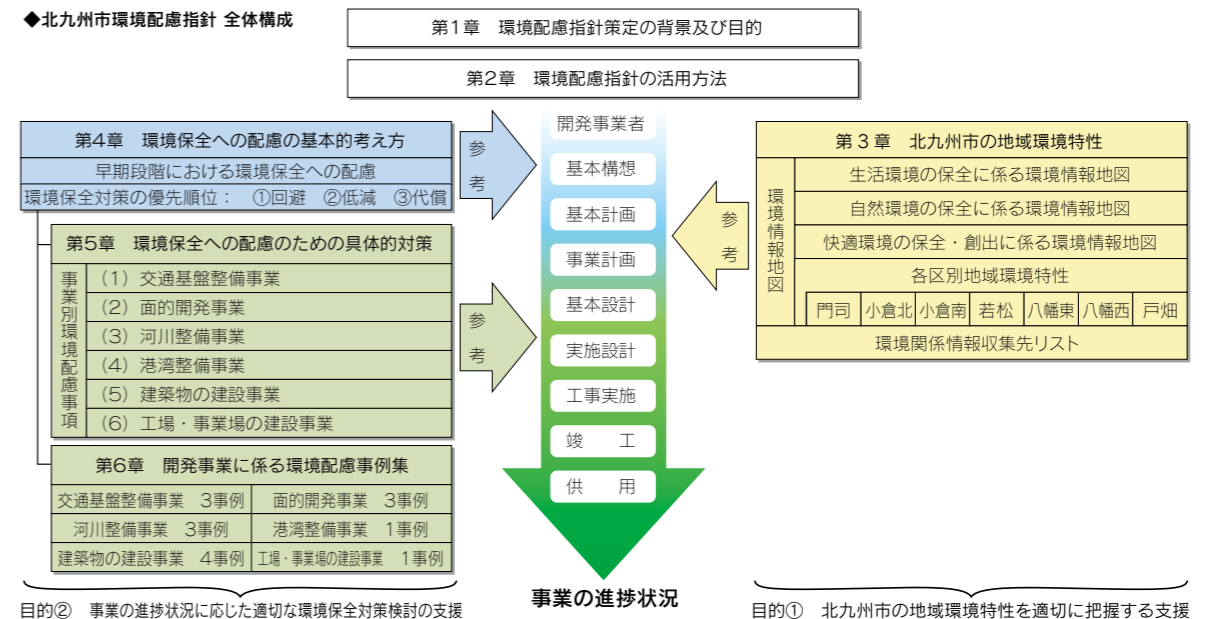 ◆北九州市環境配慮指針 全体構成
第1章 環境配慮指針策定の背景及び目的
第2章 環境配慮指針の活用方法
第4章 環境保全への配慮の基本的考え方
早期段階における環境保全への配慮
環境保全対策の優先順位： ①回避 ②低減 ③代償
参考
第5章 環境保全への配慮のための具体的対策
事業別環境配慮事項
（1）交通基盤整備事業
（2）面的開発事業
（3）河川整備事業
（4）港湾整備事業
（5）建築物の建設事業
（6）工場・事業場の建設事業
参考
第6章 開発事業に係る環境配慮事例集
交通基盤整備事業 3事例
面的開発事業 3事例
河川整備事業 3事例
港湾整備事業 1事例
建築物の建設事業 4事例
工場・事業場の建設事業 1事例
目的② 事業の進捗状況に応じた適切な環境保全対策検討の支援
開発事業者
基本構想
基本計画
事業計画
基本設計
実施設計
工事実施
竣 工
供 用
事業の進捗状況
参考
第３章 北九州市の地域環境特性
環境情報地図
生活環境の保全に係る環境情報地図
自然環境の保全に係る環境情報地図
快適環境の保全・創出に係る環境情報地図
各区別地域環境特性
門司 小倉北 小倉南 若松 八幡東 八幡西 戸畑
環境関係情報収集先リスト
目的① 北九州市の地域環境特性を適切に把握する支援